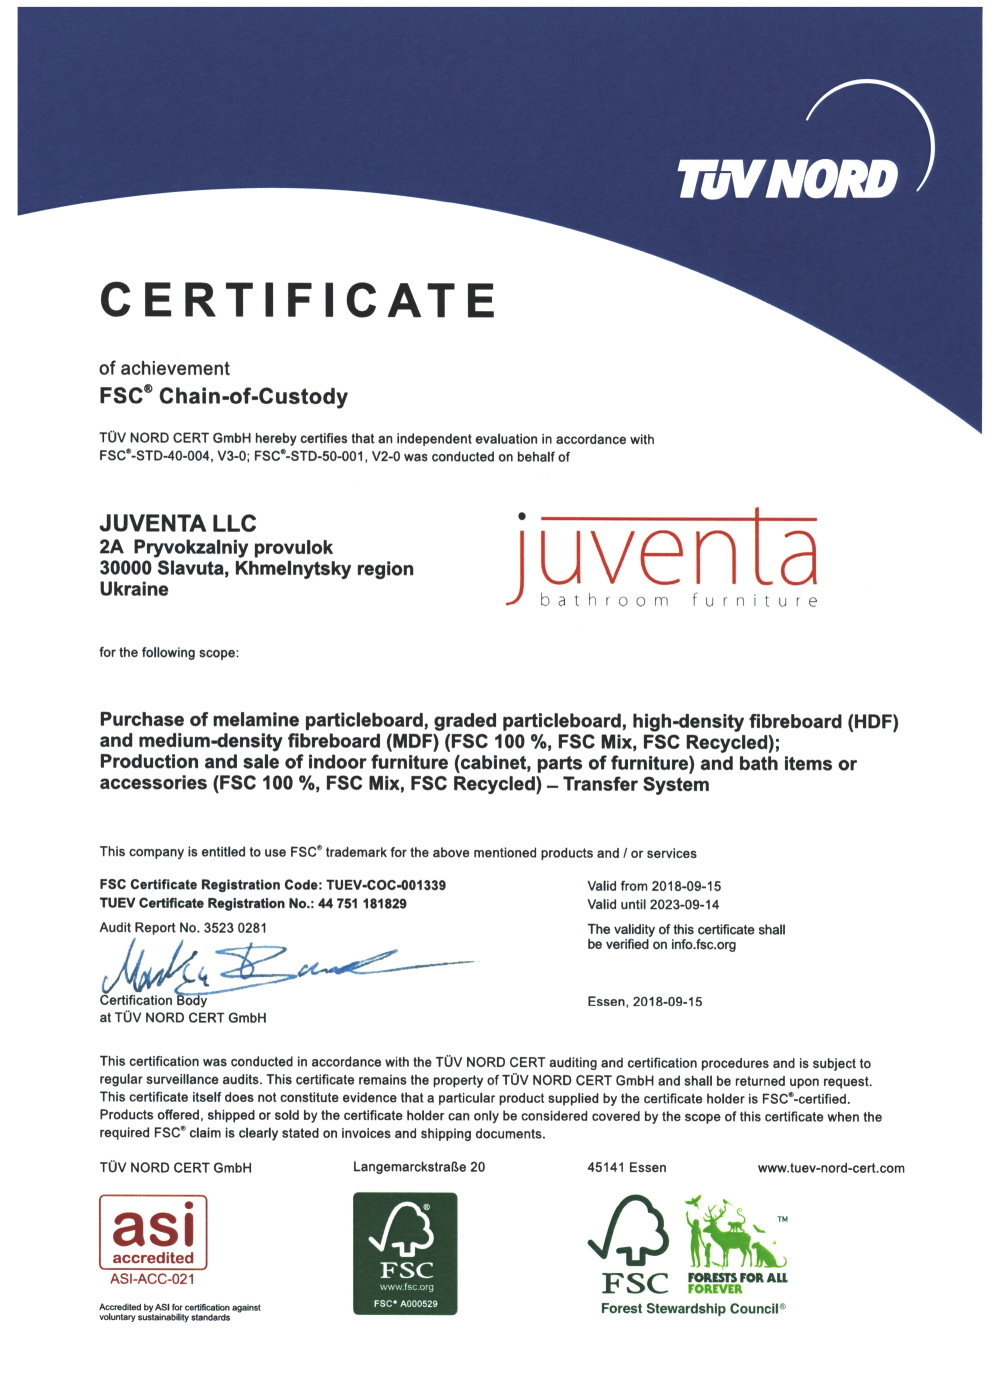 TÜV NORD
CERTIFICATE
of achievement
FSC® Chain-of-Custody
TÜV NORD CERT GmbH hereby certifies that an independent evaluation in accordance with
FSC®-STD-40-004, V3-0; FSC®-STD-50-001, V2-0 was conducted on behalf of
JUVENTA LLC
2A Pryvokzalniy provulok
30000 Slavuta, Khmelnytsky region
Ukraine
juventa
bathroom furniture
for the following scope:
Purchase of melamine particleboard, graded particleboard, high-density fibreboard (HDF)
and medium-density fibreboard (MDF) (FSC 100 %, FSC Mix, FSC Recycled);
Production and sale of indoor furniture (cabinet, parts of furniture) and bath items or
accessories (FSC 100 %, FSC Mix, FSC Recycled) – Transfer System
This company is entitled to use FSC® trademark for the above mentioned products and / or services
FSC Certificate Registration Code: TUEV-COC-001339
TUEV Certificate Registration No.: 44 751 181829
Audit Report No. 3523 0281
Valid from 2018-09-15
Valid until 2023-09-14
The validity of this certificate shall
be verified on info.fsc.org
Certification Body
at TÜV NORD CERT GmbH
Essen, 2018-09-15
This certification was conducted in accordance with the TÜV NORD CERT auditing and certification procedures and is subject to
regular surveillance audits. This certificate remains the property of TÜV NORD CERT GmbH and shall be returned upon request.
This certificate itself does not constitute evidence that a particular product supplied by the certificate holder is FSC®-certified.
Products offered, shipped or sold by the certificate holder can only be considered covered by the scope of this certificate when the
required FSC® claim is clearly stated on invoices and shipping documents.
TÜV NORD CERT GmbH Langemarckstraße 20 45141 Essen www.tuev-nord-cert.com
asi
accredited
ASI-ACC-021
Accredited by ASI for certification against
voluntary sustainability standards
®
FSC
www.fsc.org
FSC® A000529
FSC
™
FORESTS FOR ALL
FOREVER
Forest Stewardship Council®